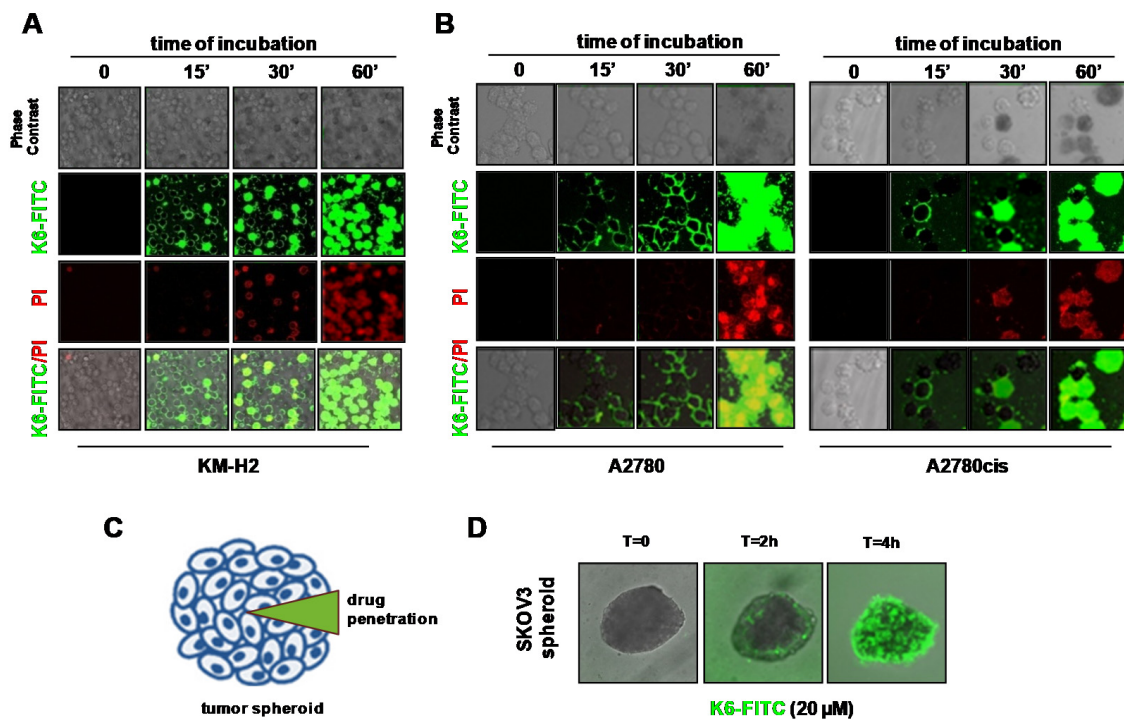 A
time of incubation
0 15’ 30’ 60’
Phase
Contrast
K6-FITC
PI
K6-FITC/PI
KM-H2
B
time of incubation
0 15’ 30’ 60’
K6-FITC
PI
K6-FITC/PI
A2780
time of incubation
0 15’ 30’ 60’
A2780cis
C
drug
penetration
tumor spheroid
D
T=0 T=2h T=4h
SKOV3
spheroid
K6-FITC (20 µM)